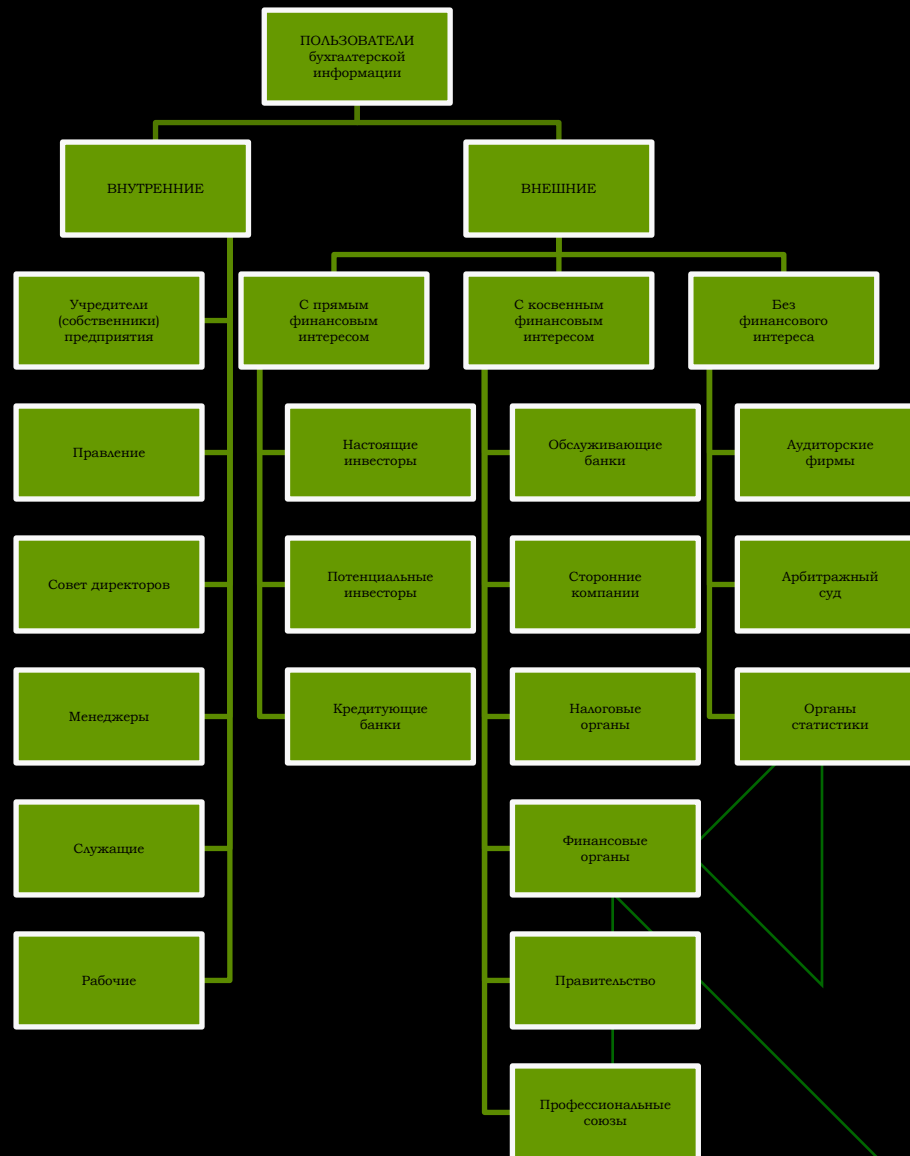 ПОЛЬЗОВАТЕЛИ
бухгалтерской
информации
ВНУТРЕННИЕ
ВНЕШНИЕ
Учредители
(собственники)
предприятия
Правление
Совет директоров
Менеджеры
Служащие
Рабочие
С прямым
финансовым
интересом
Настоящие
инвесторы
Потенциальные
инвесторы
Кредитующие
банки
С косвенным
финансовым
интересом
Обслуживающие
банки
Сторонние
компании
Налоговые
органы
Финансовые
органы
Правительство
Профессиональные
союзы
Без
финансового
интереса
Аудиторские
фирмы
Арбитражный
суд
Органы
статистики